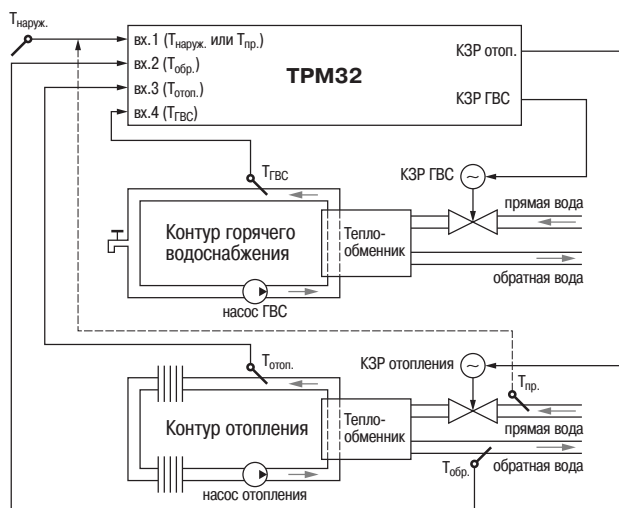 Tнаруж.
вх.1 (Tнаруж. или Tпр.)
вх.2 (Tобр.)
вх.3 (Tотоп.)
вх.4 (TГВС)
ТРМ32
КЗР отоп.
КЗР ГВС
TГВС
КЗР ГВС
прямая вода
Контур горячего
водоснабжения
Тепло-
обменник
обратная вода
насос ГВС
Tотоп.
КЗР отопления
Tпр.
Контур отопления
Тепло-
обменник
прямая вода
Tобр.
обратная вода
насос отопления